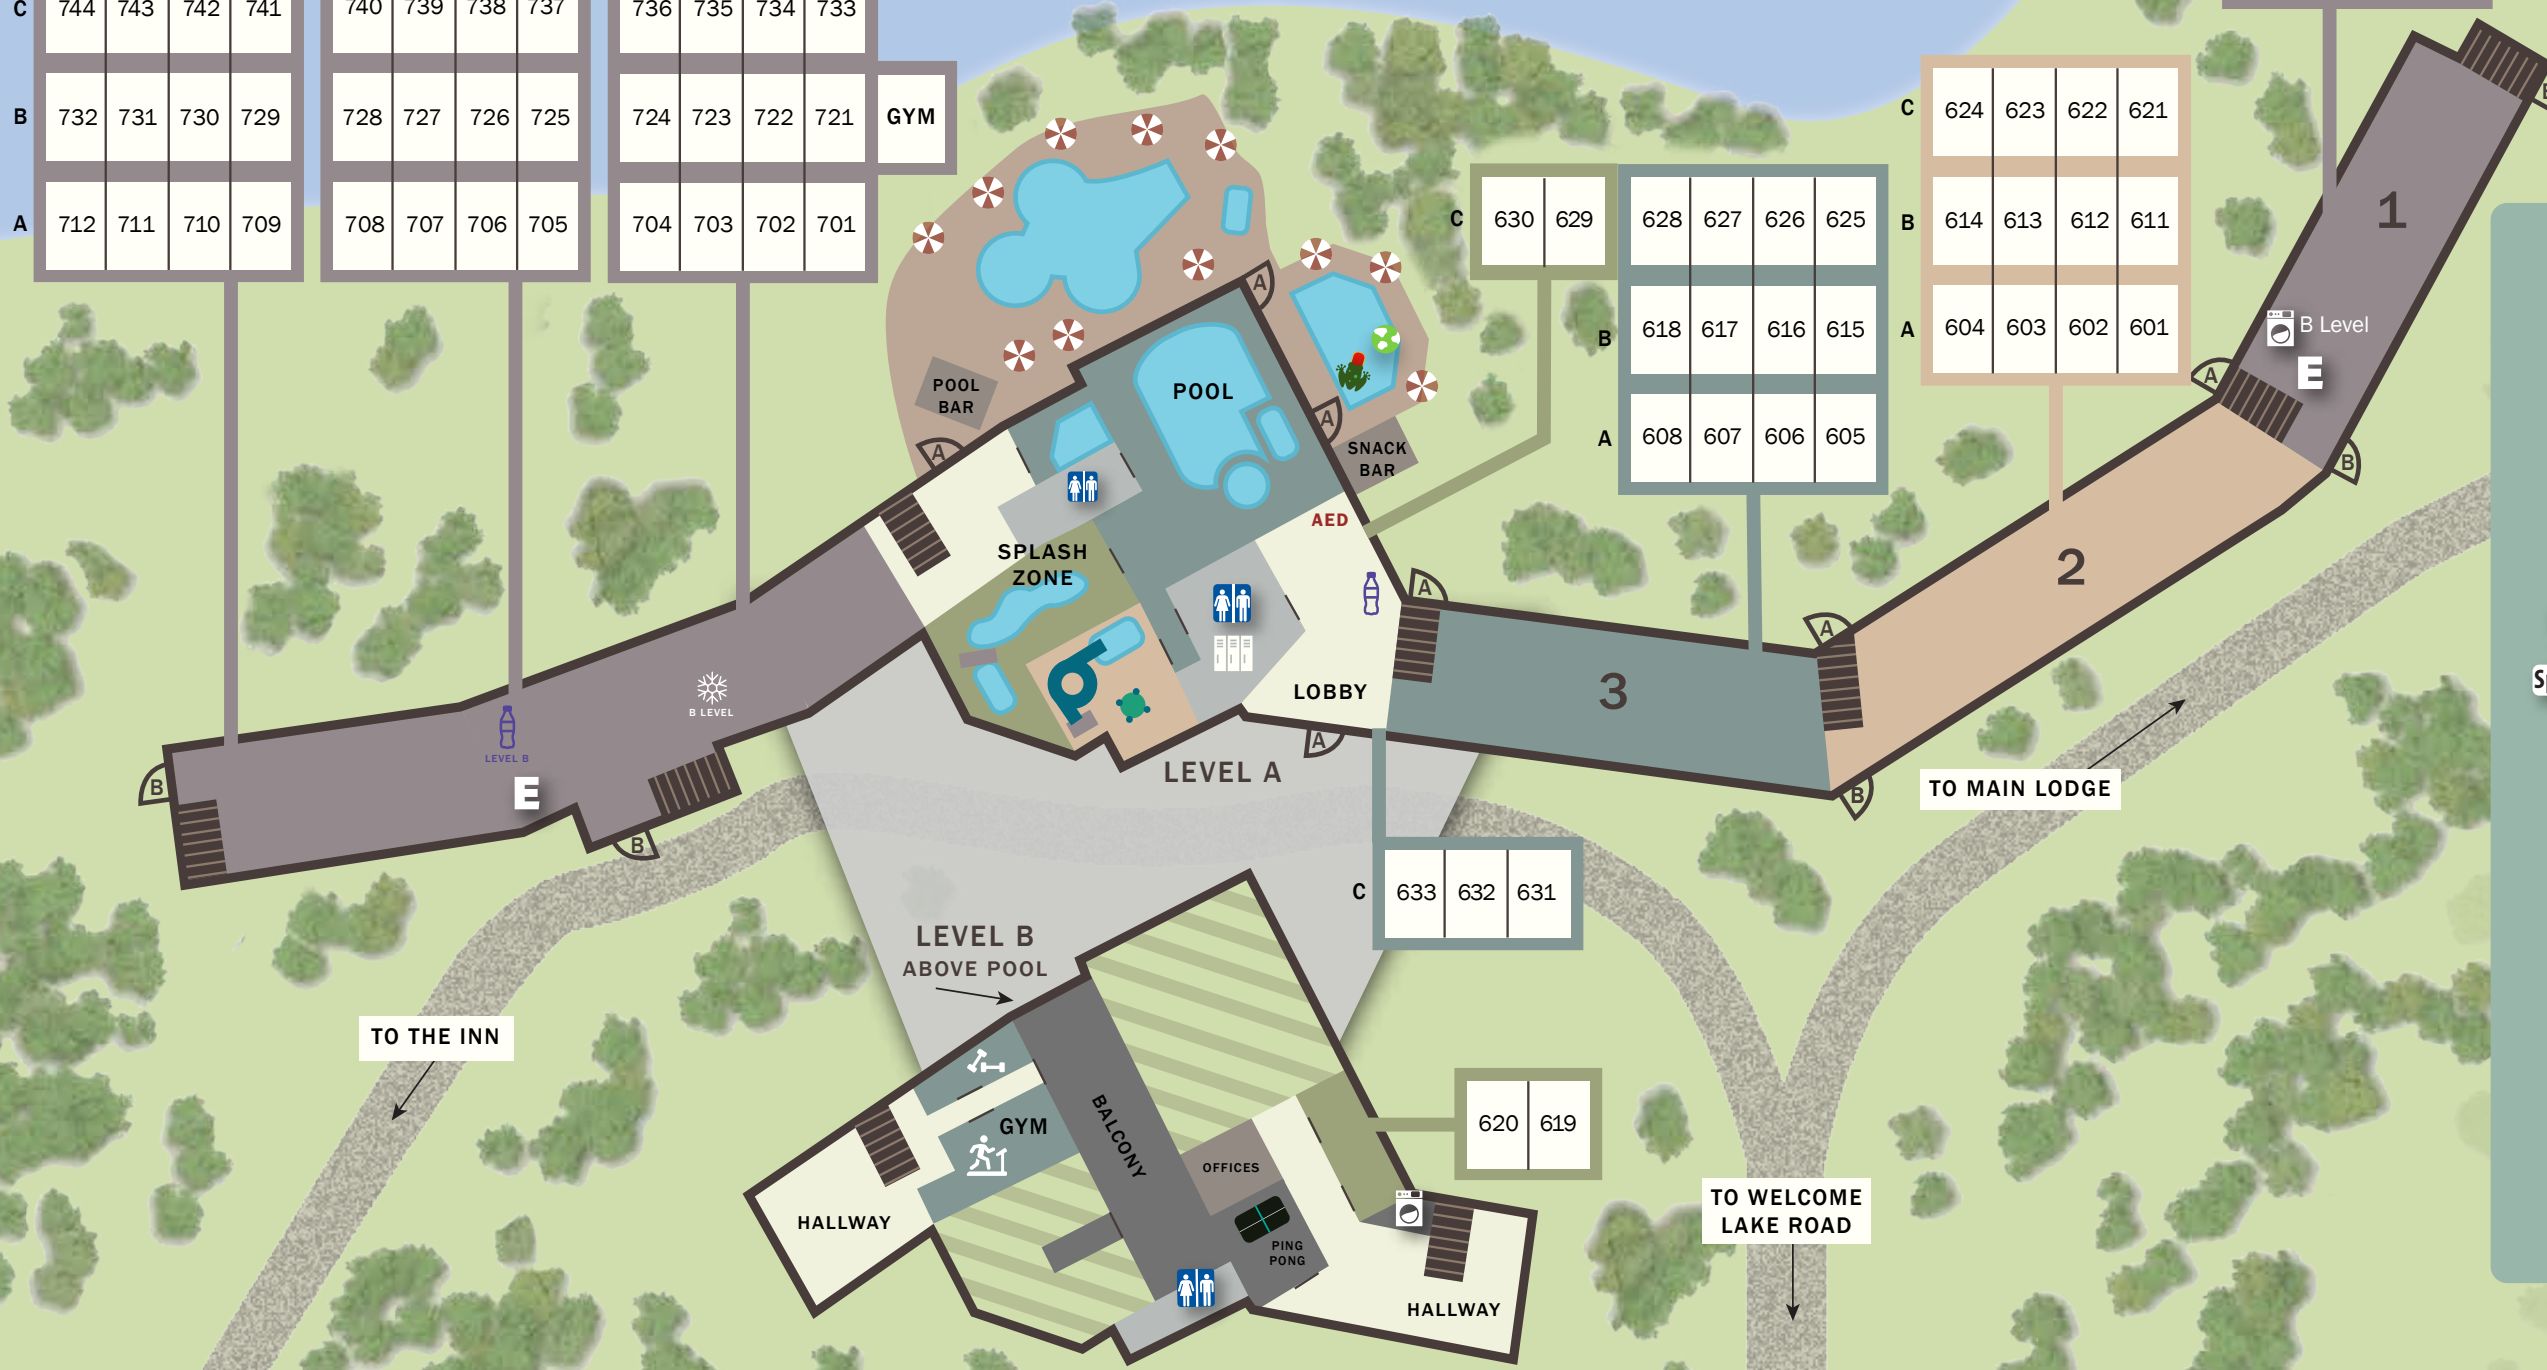 C 744 743 742 741 740 739 738 737 736 735 734 733
B 732 731 730 729 728 727 726 725 724 723 722 721 GYM
A 712 711 710 709 708 707 706 705 704 703 702 701
C 624 623 622 621
B 614 613 612 611
A 604 603 602 601
C 630 629 628 627 626 625
B 618 617 616 615
A 608 607 606 605
1
B Level
E
A
B
2
A
B
3
A
A
POOL
BAR
A
POOL
A
A
SNACK
BAR
AED
SPLASH
ZONE
LOBBY
A
LEVEL A
B LEVEL
LEVEL B
E
B
B
TO MAIN LODGE
C 633 632 631
LEVEL B
ABOVE POOL
TO THE INN
GYM
BALCONY
OFFICES
PING
PONG
HALLWAY
HALLWAY
620 619
TO WELCOME
LAKE ROAD